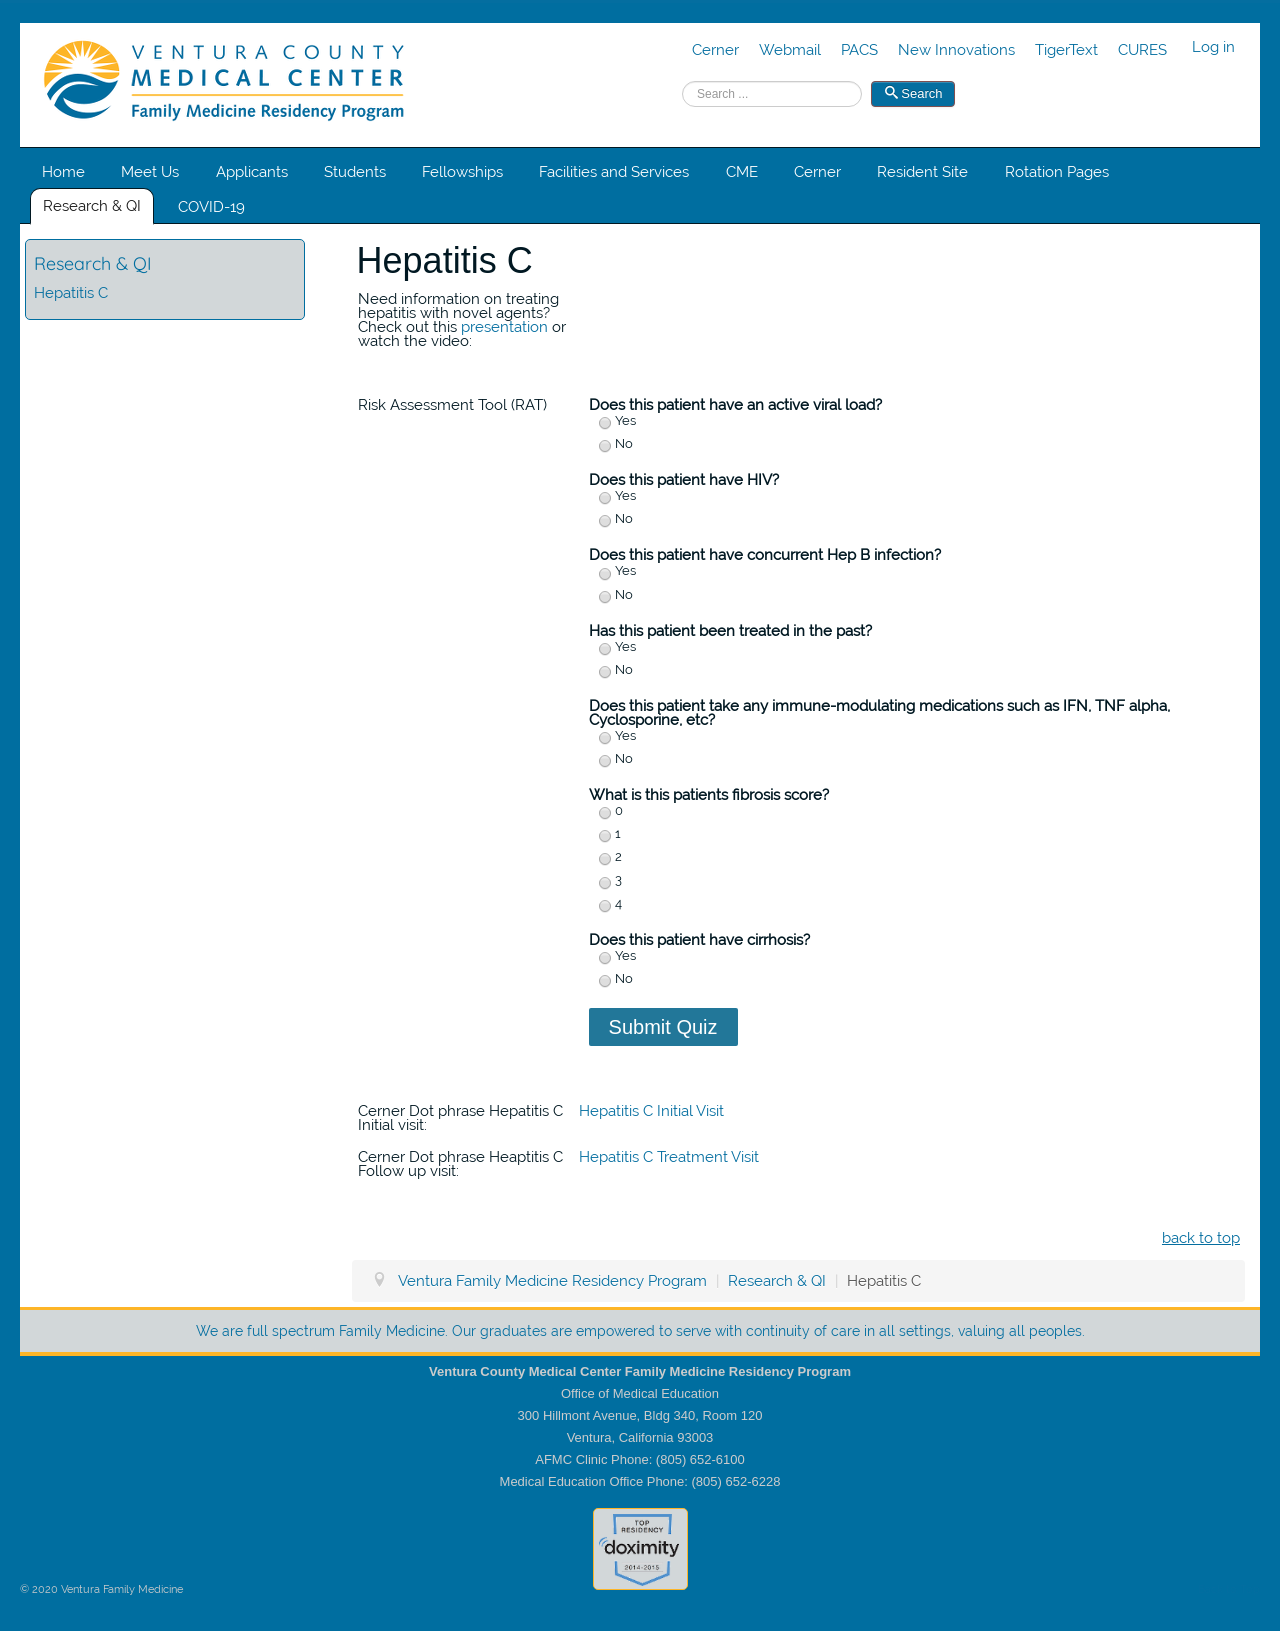 VENTURA COUNTY
MEDICAL CENTER
Family Medicine Residency Program
Cerner Webmail PACS New Innovations TigerText CURES Log in
Search ... Search
Home Meet Us Applicants Students Fellowships Facilities and Services CME Cerner Resident Site Rotation Pages
Research & QI COVID-19
Research & QI
Hepatitis C
Hepatitis C
Need information on treating
hepatitis with novel agents?
Check out this presentation or
watch the video:
Risk Assessment Tool (RAT)
Does this patient have an active viral load?
Yes
No
Does this patient have HIV?
Yes
No
Does this patient have concurrent Hep B infection?
Yes
No
Has this patient been treated in the past?
Yes
No
Does this patient take any immune-modulating medications such as IFN, TNF alpha,
Cyclosporine, etc?
Yes
No
What is this patients fibrosis score?
0
1
2
3
4
Does this patient have cirrhosis?
Yes
No
Submit Quiz
Cerner Dot phrase Hepatitis C
Initial visit:
Hepatitis C Initial Visit
Cerner Dot phrase Heaptitis C
Follow up visit:
Hepatitis C Treatment Visit
back to top
Ventura Family Medicine Residency Program | Research & QI | Hepatitis C
We are full spectrum Family Medicine. Our graduates are empowered to serve with continuity of care in all settings, valuing all peoples.
Ventura County Medical Center Family Medicine Residency Program
Office of Medical Education
300 Hillmont Avenue, Bldg 340, Room 120
Ventura, California 93003
AFMC Clinic Phone: (805) 652-6100
Medical Education Office Phone: (805) 652-6228
TOP
RESIDENCY
doximity
2014-2015
© 2020 Ventura Family Medicine